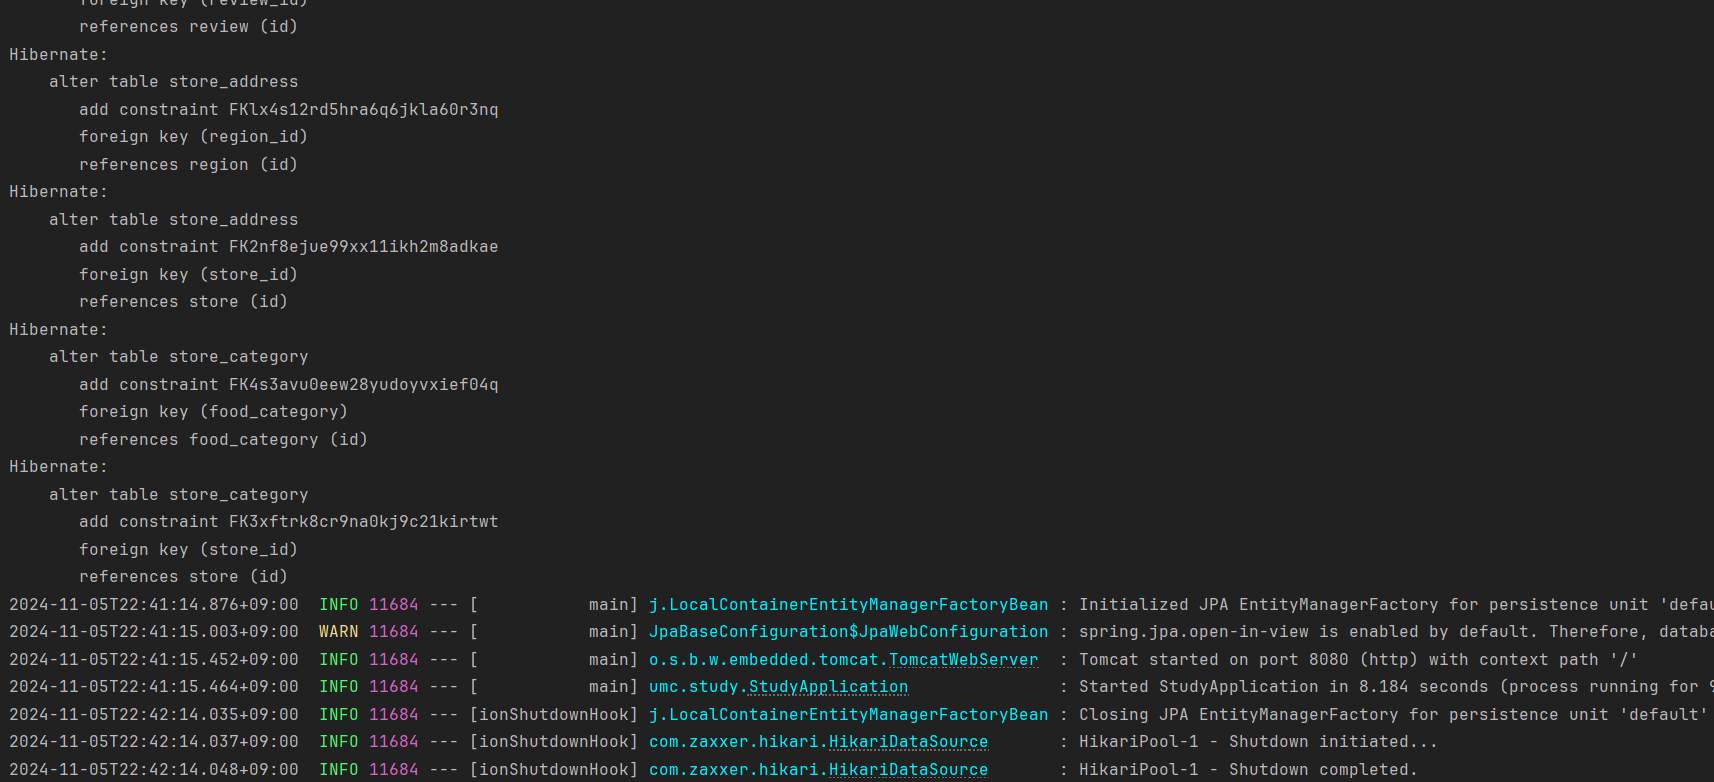 foreign key (review_id)
references review (id)
Hibernate:
alter table store_address
add constraint FKlx4s12rd5hra6q6jkla60r3nq
foreign key (region_id)
references region (id)
Hibernate:
alter table store_address
add constraint FK2nf8ejue99xx11ikh2m8adkae
foreign key (store_id)
references store (id)
Hibernate:
alter table store_category
add constraint FK4s3avu0eew28yudoyvxief04q
foreign key (food_category)
references food_category (id)
Hibernate:
alter table store_category
add constraint FK3xftrk8cr9na0kj9c21kirtwt
foreign key (store_id)
references store (id)
2024-11-05T22:41:14.876+09:00  INFO 11684 --- [           main] j.LocalContainerEntityManagerFactoryBean : Initialized JPA EntityManagerFactory for persistence unit 'defau
2024-11-05T22:41:15.003+09:00  WARN 11684 --- [           main] JpaBaseConfiguration$JpaWebConfiguration : spring.jpa.open-in-view is enabled by default. Therefore, databa
2024-11-05T22:41:15.452+09:00  INFO 11684 --- [           main] o.s.b.w.embedded.tomcat.TomcatWebServer  : Tomcat started on port 8080 (http) with context path '/'
2024-11-05T22:41:15.464+09:00  INFO 11684 --- [           main] umc.study.StudyApplication               : Started StudyApplication in 8.184 seconds (process running for 9
2024-11-05T22:42:14.035+09:00  INFO 11684 --- [ionShutdownHook] j.LocalContainerEntityManagerFactoryBean : Closing JPA EntityManagerFactory for persistence unit 'default'
2024-11-05T22:42:14.037+09:00  INFO 11684 --- [ionShutdownHook] com.zaxxer.hikari.HikariDataSource       : HikariPool-1 - Shutdown initiated...
2024-11-05T22:42:14.048+09:00  INFO 11684 --- [ionShutdownHook] com.zaxxer.hikari.HikariDataSource       : HikariPool-1 - Shutdown completed.